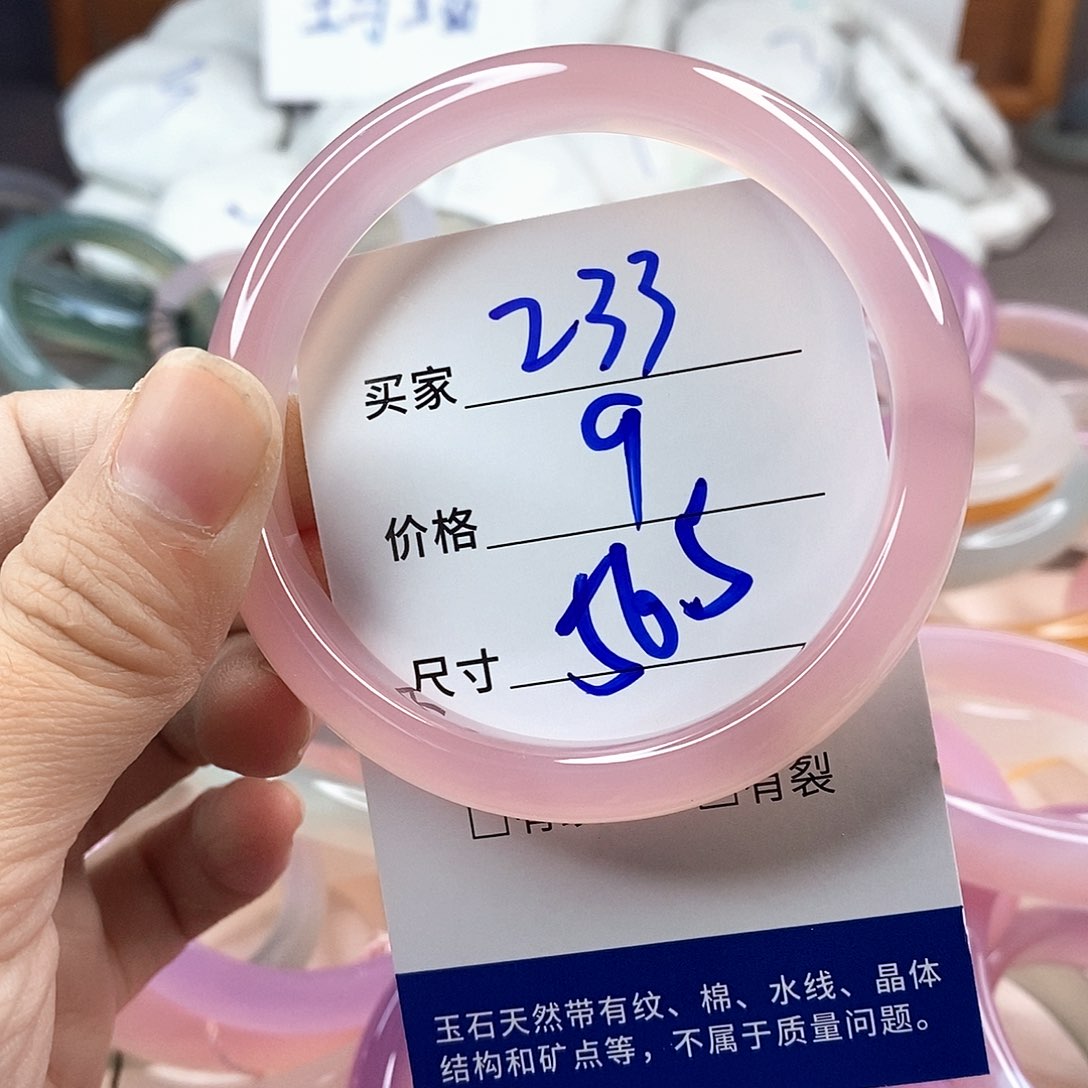 买家 233
价格 9
尺寸 56.5
有裂
玉石天然带有纹、棉、水线、晶体
结构和矿点等，不属于质量问题。